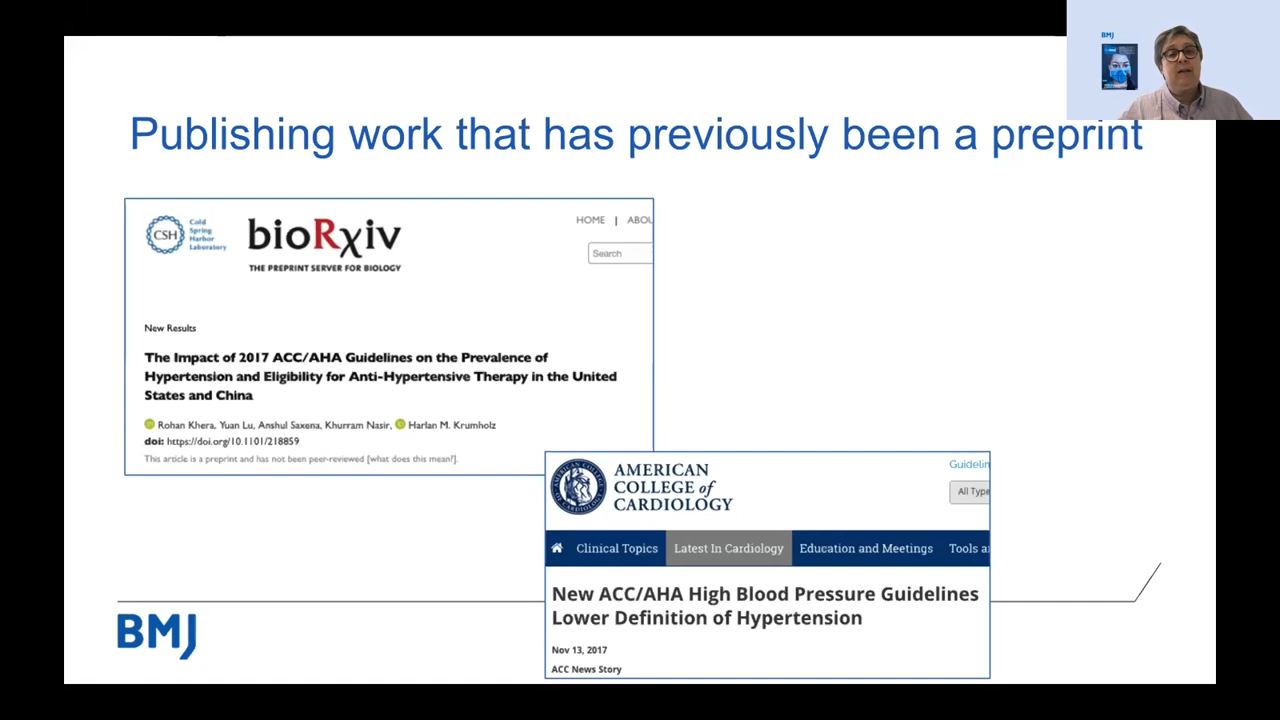 BMJ
Publishing work that has previously been a preprint
CSH
Cold
Spring
Harbor
Laboratory
bioRxiv
THE PREPRINT SERVER FOR BIOLOGY
HOME | ABOU
Search
New Results
The Impact of 2017 ACC/AHA Guidelines on the Prevalence of
Hypertension and Eligibility for Anti-Hypertensive Therapy in the United
States and China
Rohan Khera, Yuan Lu, Anshul Saxena, Khurram Nasir, Harlan M. Krumholz
doi: https://doi.org/10.1101/218859
This article is a preprint and has not been peer-reviewed [what does this mean?].
AMERICAN
COLLEGE of
CARDIOLOGY
Guidelin
All Type
Clinical Topics
Latest In Cardiology
Education and Meetings
Tools a
New ACC/AHA High Blood Pressure Guidelines
Lower Definition of Hypertension
Nov 13, 2017
ACC News Story
BMJ